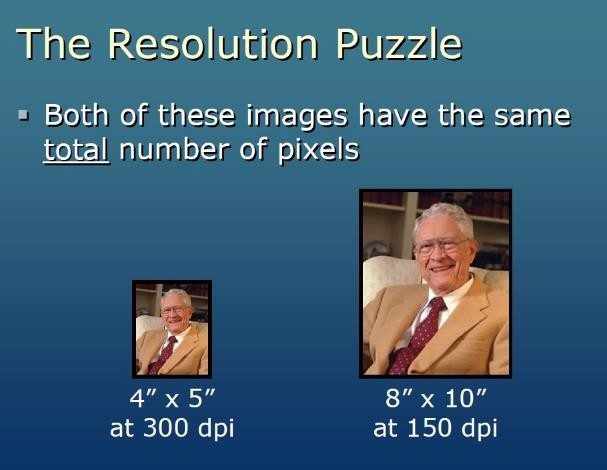 The Resolution Puzzle
▪ Both of these images have the same
total number of pixels
4” x 5”
at 300 dpi
8” x 10”
at 150 dpi